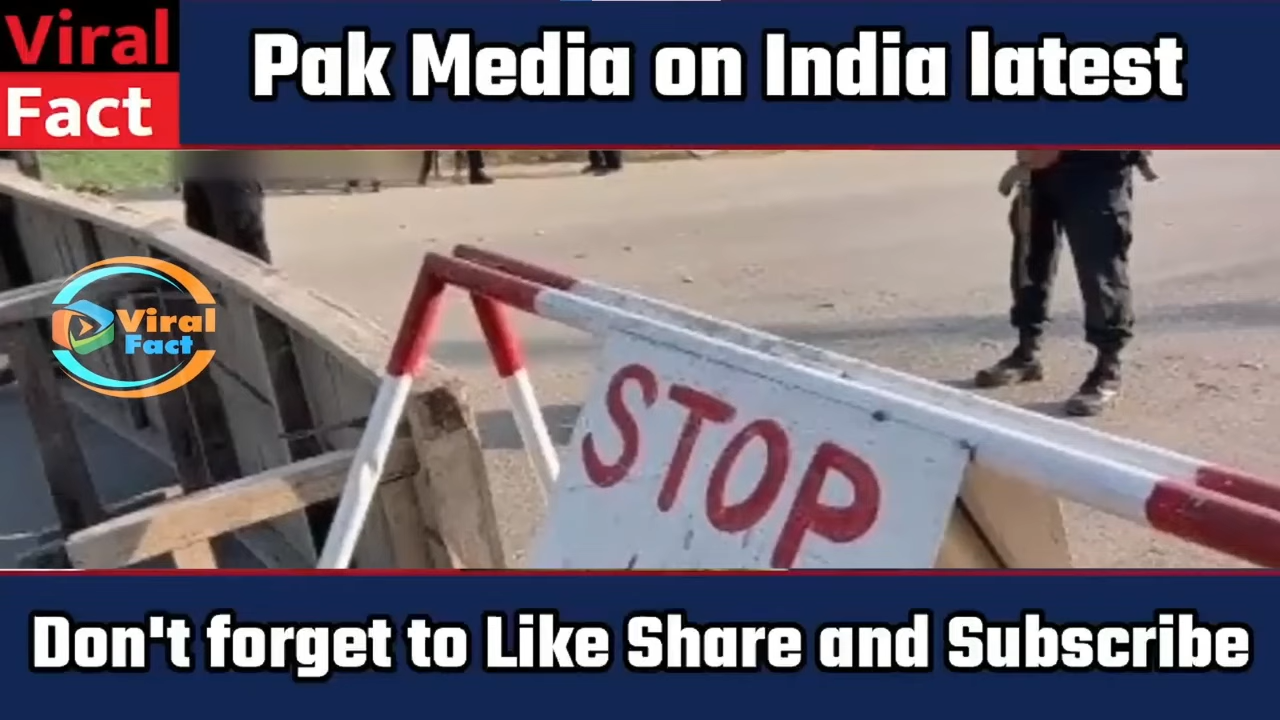 Viral
Fact
Pak Media on India latest
Viral
Fact
STOP
Don't forget to Like Share and Subscribe